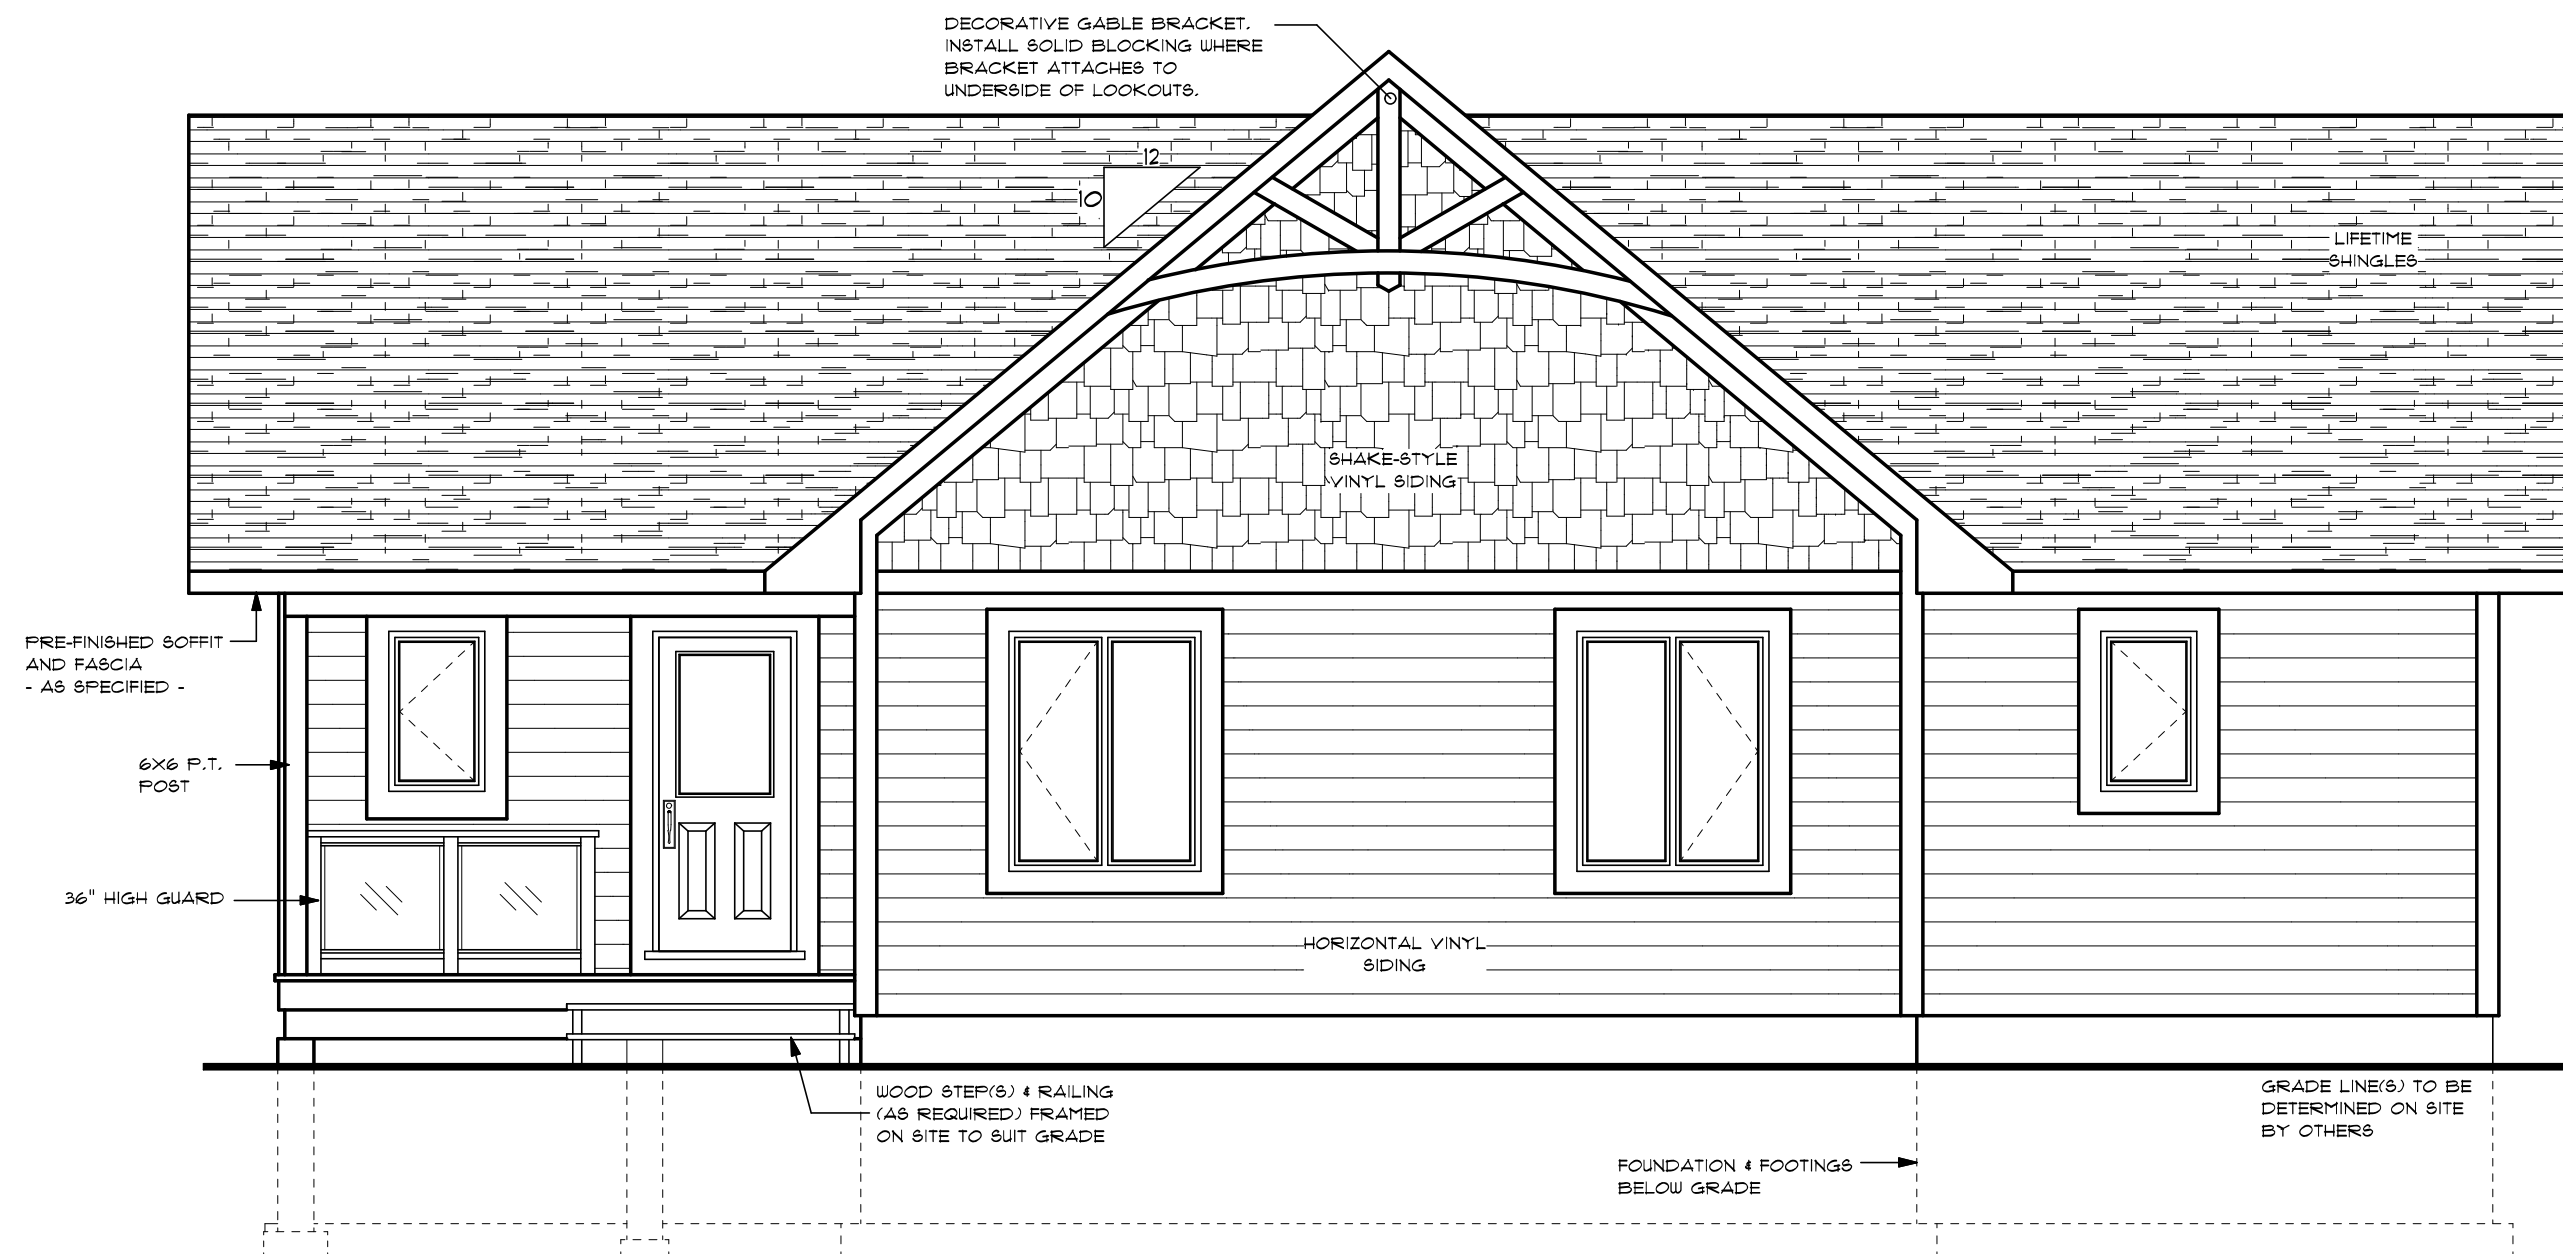 DECORATIVE GABLE BRACKET.
INSTALL SOLID BLOCKING WHERE
BRACKET ATTACHES TO
UNDERSIDE OF LOOKOUTS.
12
10
LIFETIME
SHINGLES
SHAKE-STYLE
VINYL SIDING
PRE-FINISHED SOFFIT
AND FASCIA
- AS SPECIFIED -
6X6 P.T.
POST
36" HIGH GUARD
HORIZONTAL VINYL
SIDING
WOOD STEP(S) & RAILING
(AS REQUIRED) FRAMED
ON SITE TO SUIT GRADE
GRADE LINE(S) TO BE
DETERMINED ON SITE
BY OTHERS
FOUNDATION & FOOTINGS
BELOW GRADE